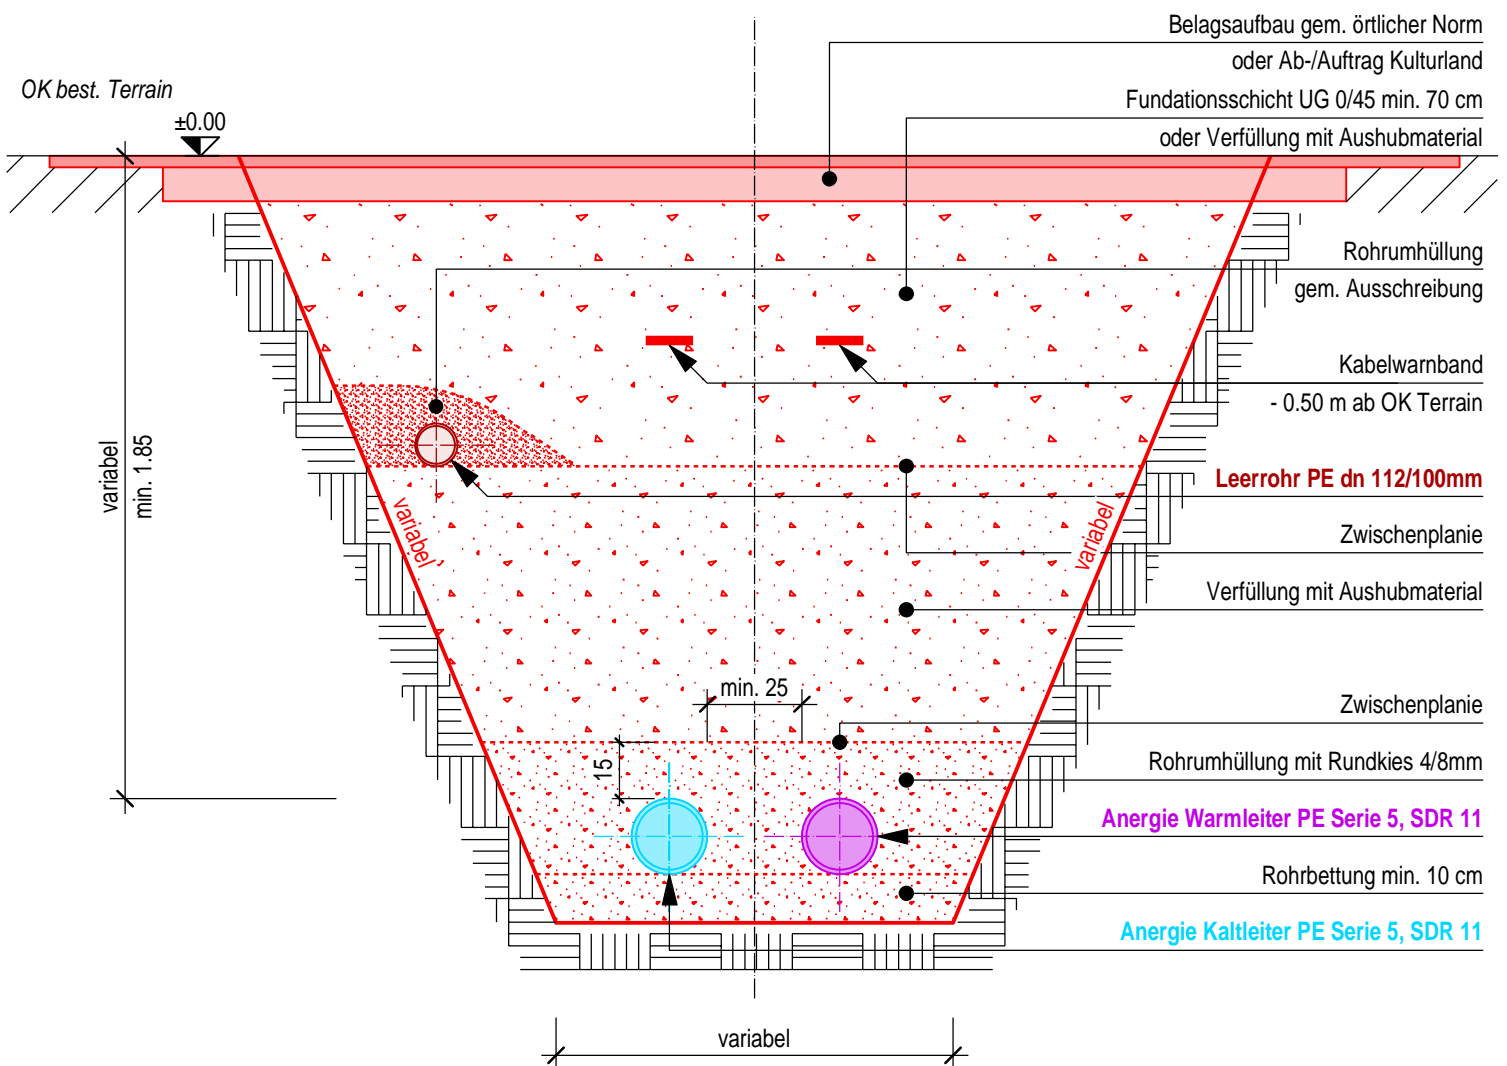 Belagsaufbau gem. örtlicher Norm
oder Ab-/Auftrag Kulturland
OK best. Terrain
Fundationsschicht UG 0/45 min. 70 cm
±0.00
oder Verfüllung mit Aushubmaterial
Rohrumhüllung
gem. Ausschreibung
Kabelwarnband
- 0.50 m ab OK Terrain
variabel
min. 1.85
Leerrohr PE dn 112/100mm
variabel
variabel
Zwischenplanie
Verfüllung mit Aushubmaterial
min. 25
Zwischenplanie
15
Rohrumhüllung mit Rundkies 4/8mm
Anergie Warmleiter PE Serie 5, SDR 11
Rohrbettung min. 10 cm
Anergie Kaltleiter PE Serie 5, SDR 11
variabel